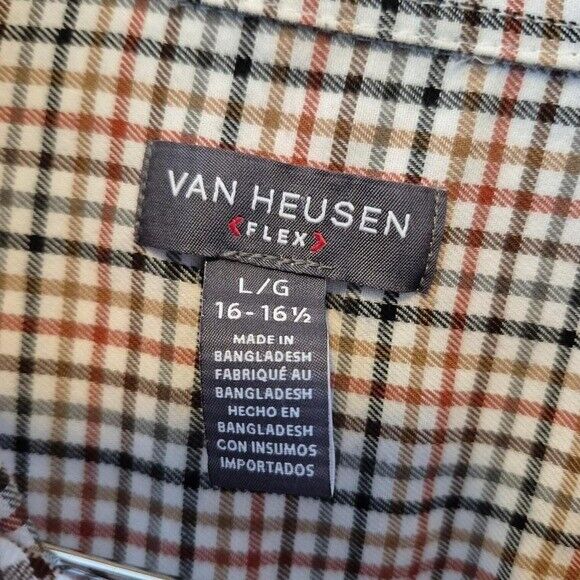 VAN HEUSEN
FLEX
L/G
16-16½
MADE IN
BANGLADESH
FABRIQUÉ AU
BANGLADESH
HECHO EN
BANGLADESH
CON INSUMOS
IMPORTADOS